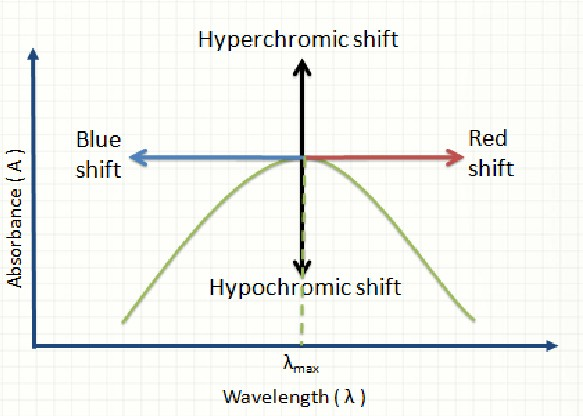 Hyperchromic shift
Blue
shift
Red
shift
Absorbance ( A )
Hypochromic shift
λmax
Wavelength ( λ )